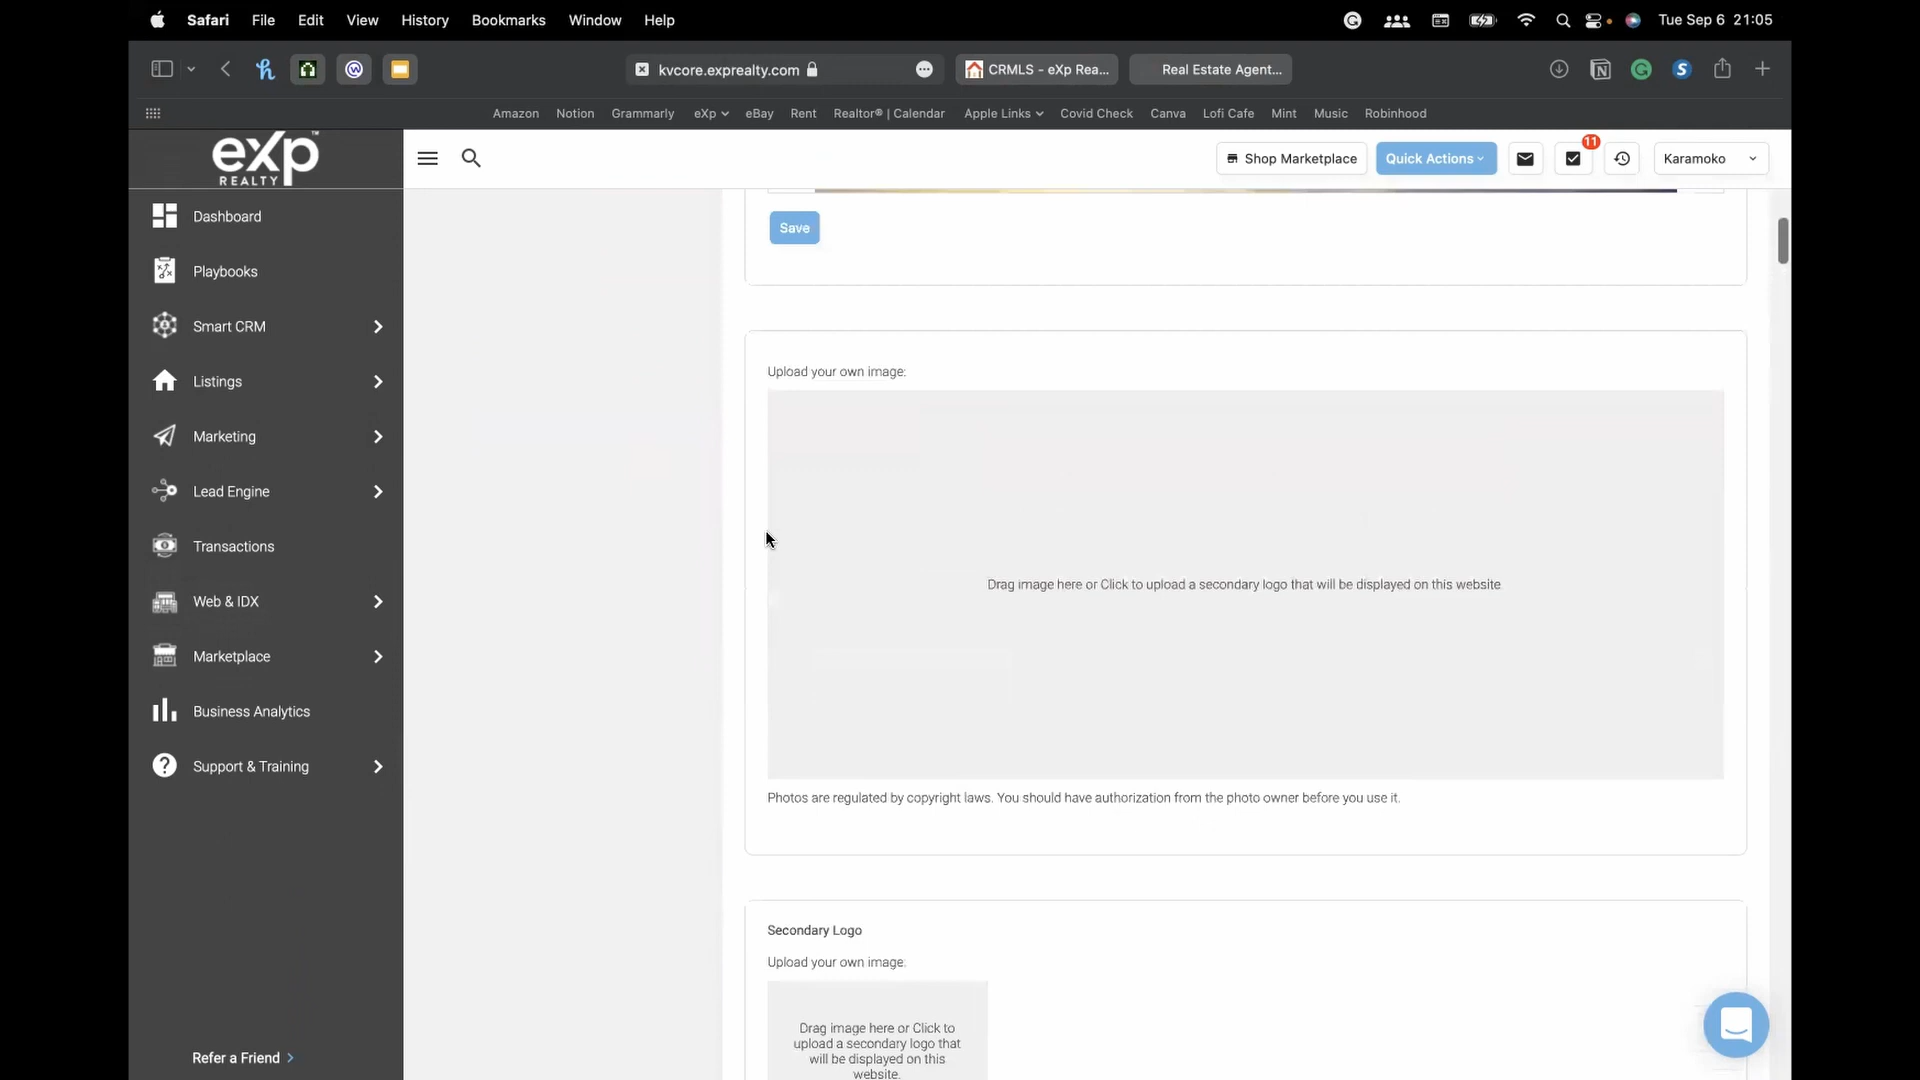 Safari File Edit View History Bookmarks Window Help Tue Sep 6 21:05
kvcore.exprealty.com CRMLS - eXp Rea... Real Estate Agent...
Amazon Notion Grammarly eXp eBay Rent Realtor® | Calendar Apple Links Covid Check Canva Lofi Cafe Mint Music Robinhood
eXp
REALTY
Shop Marketplace Quick Actions 11 Karamoko
Dashboard
Playbooks
Smart CRM
Listings
Marketing
Lead Engine
Transactions
Web & IDX
Marketplace
Business Analytics
Support & Training
Refer a Friend
Save
Upload your own image:
Drag image here or Click to upload a secondary logo that will be displayed on this website
Photos are regulated by copyright laws. You should have authorization from the photo owner before you use it.
Secondary Logo
Upload your own image:
Drag image here or Click to
upload a secondary logo that
will be displayed on this
website.